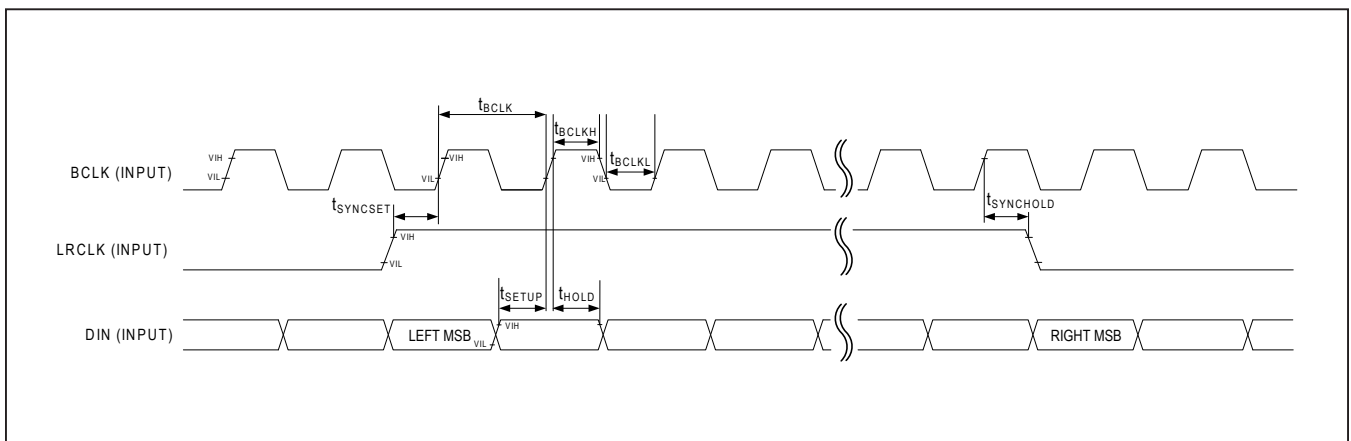 tBCLK
tBCLKH
tBCLKL
BCLK (INPUT)
VIH
VIL
VIH
VIL
VIH
VIL
tSYNCSET
tSYNCHOLD
LRCLK (INPUT)
VIH
VIL
tSETUP
tHOLD
DIN (INPUT)
LEFT MSB
VIH
VIL
RIGHT MSB